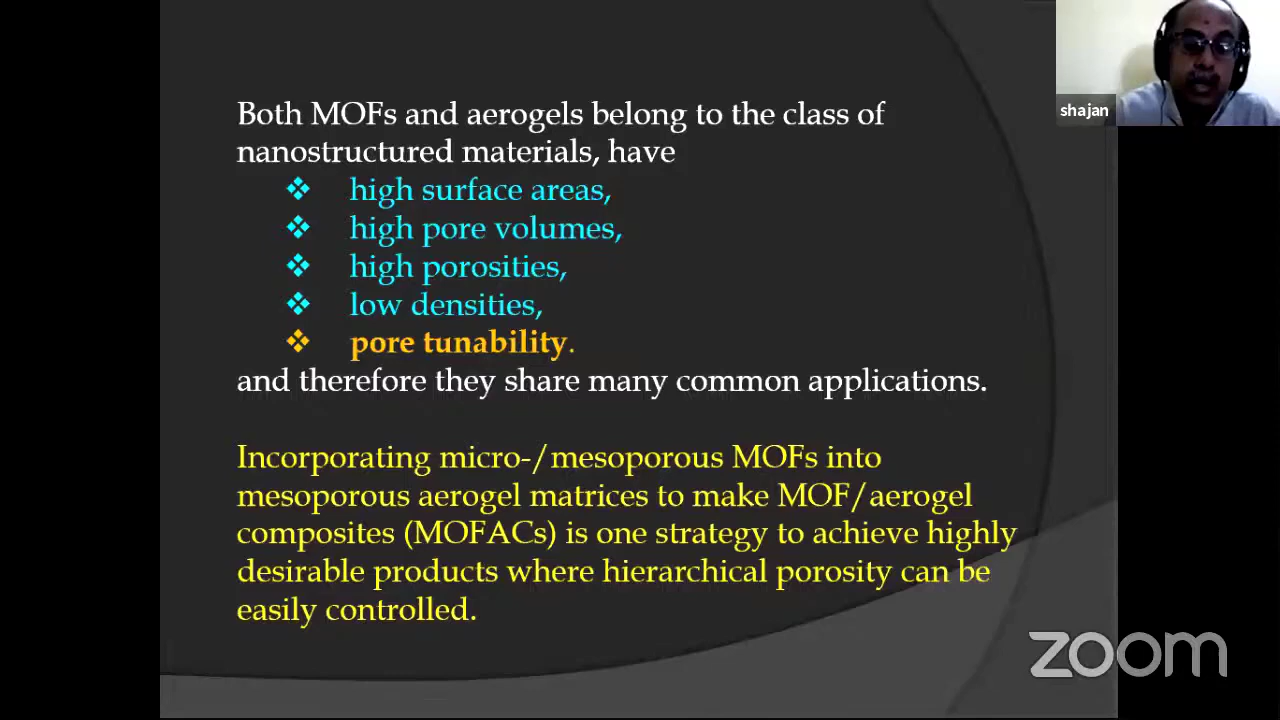 Both MOFs and aerogels belong to the class of
nanostructured materials, have
❖ high surface areas,
❖ high pore volumes,
❖ high porosities,
❖ low densities,
❖ pore tunability.
and therefore they share many common applications.
Incorporating micro-/mesoporous MOFs into
mesoporous aerogel matrices to make MOF/aerogel
composites (MOFACs) is one strategy to achieve highly
desirable products where hierarchical porosity can be
easily controlled.
shajan
zoom